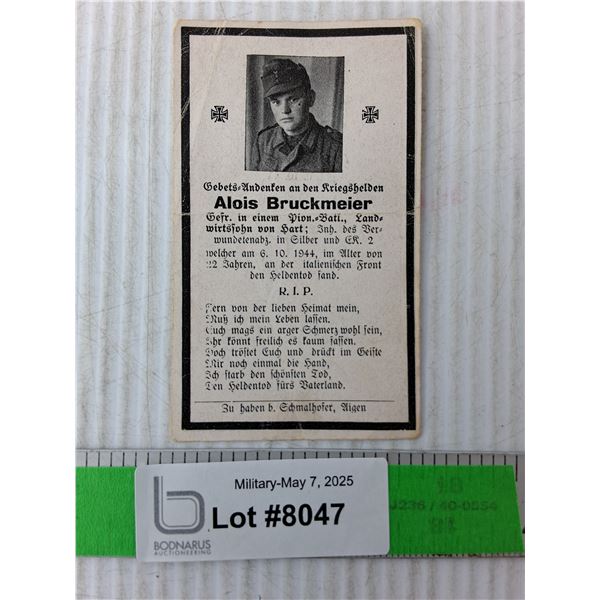 Gebets-Andenken an den Kriegshelden
Alois Bruckmeier
Gefr. in einem Pion.-Batl., Land-
wirtssohn von Hart; Inh. des Ver-
wundetenabz. in Silber und EK. 2
welcher am 6. 10. 1944, im Alter von
22 Jahren, an der italienischen Front
den Heldentod fand.
R. I. P.
Fern von der lieben Heimat mein,
Muß ich mein Leben lassen.
Euch mags ein arger Schmerz wohl sein,
Ihr könnt freilich es kaum fassen.
Doch tröstet Euch und drückt im Geiste
Mir noch einmal die Hand,
Ich starb den schönsten Tod,
Den Heldentod fürs Vaterland.
Zu haben b. Schmalhofer, Aigen
Military-May 7, 2025
Lot #8047
b
BODNARUS
AUCTIONEERING